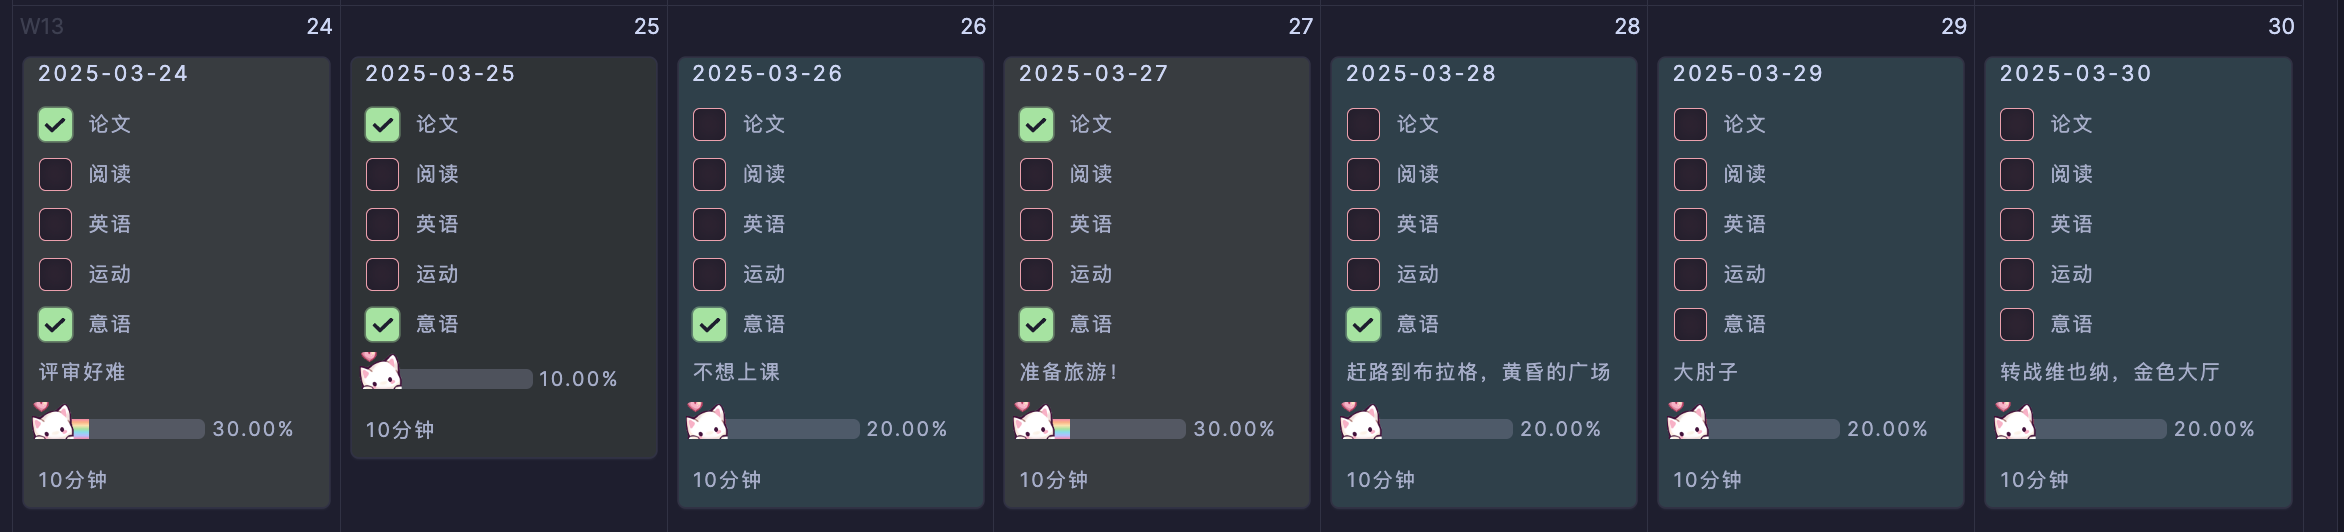 W13
24
2025-03-24
论文
阅读
英语
运动
意语
评审好难
30.00%
10分钟
25
2025-03-25
论文
阅读
英语
运动
意语
10.00%
10分钟
26
2025-03-26
论文
阅读
英语
运动
意语
不想上课
20.00%
10分钟
27
2025-03-27
论文
阅读
英语
运动
意语
准备旅游！
30.00%
10分钟
28
2025-03-28
论文
阅读
英语
运动
意语
赶路到布拉格，黄昏的广场
20.00%
10分钟
29
2025-03-29
论文
阅读
英语
运动
意语
大肘子
20.00%
10分钟
30
2025-03-30
论文
阅读
英语
运动
意语
转战维也纳，金色大厅
20.00%
10分钟